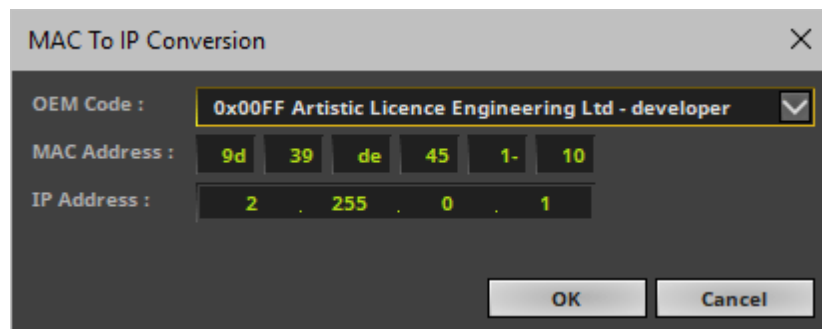 MAC To IP Conversion
OEM Code : 0x00FF Artistic Licence Engineering Ltd - developer
MAC Address : 9d 39 de 45 1- 10
IP Address : 2 . 255 . 0 . 1
OK Cancel